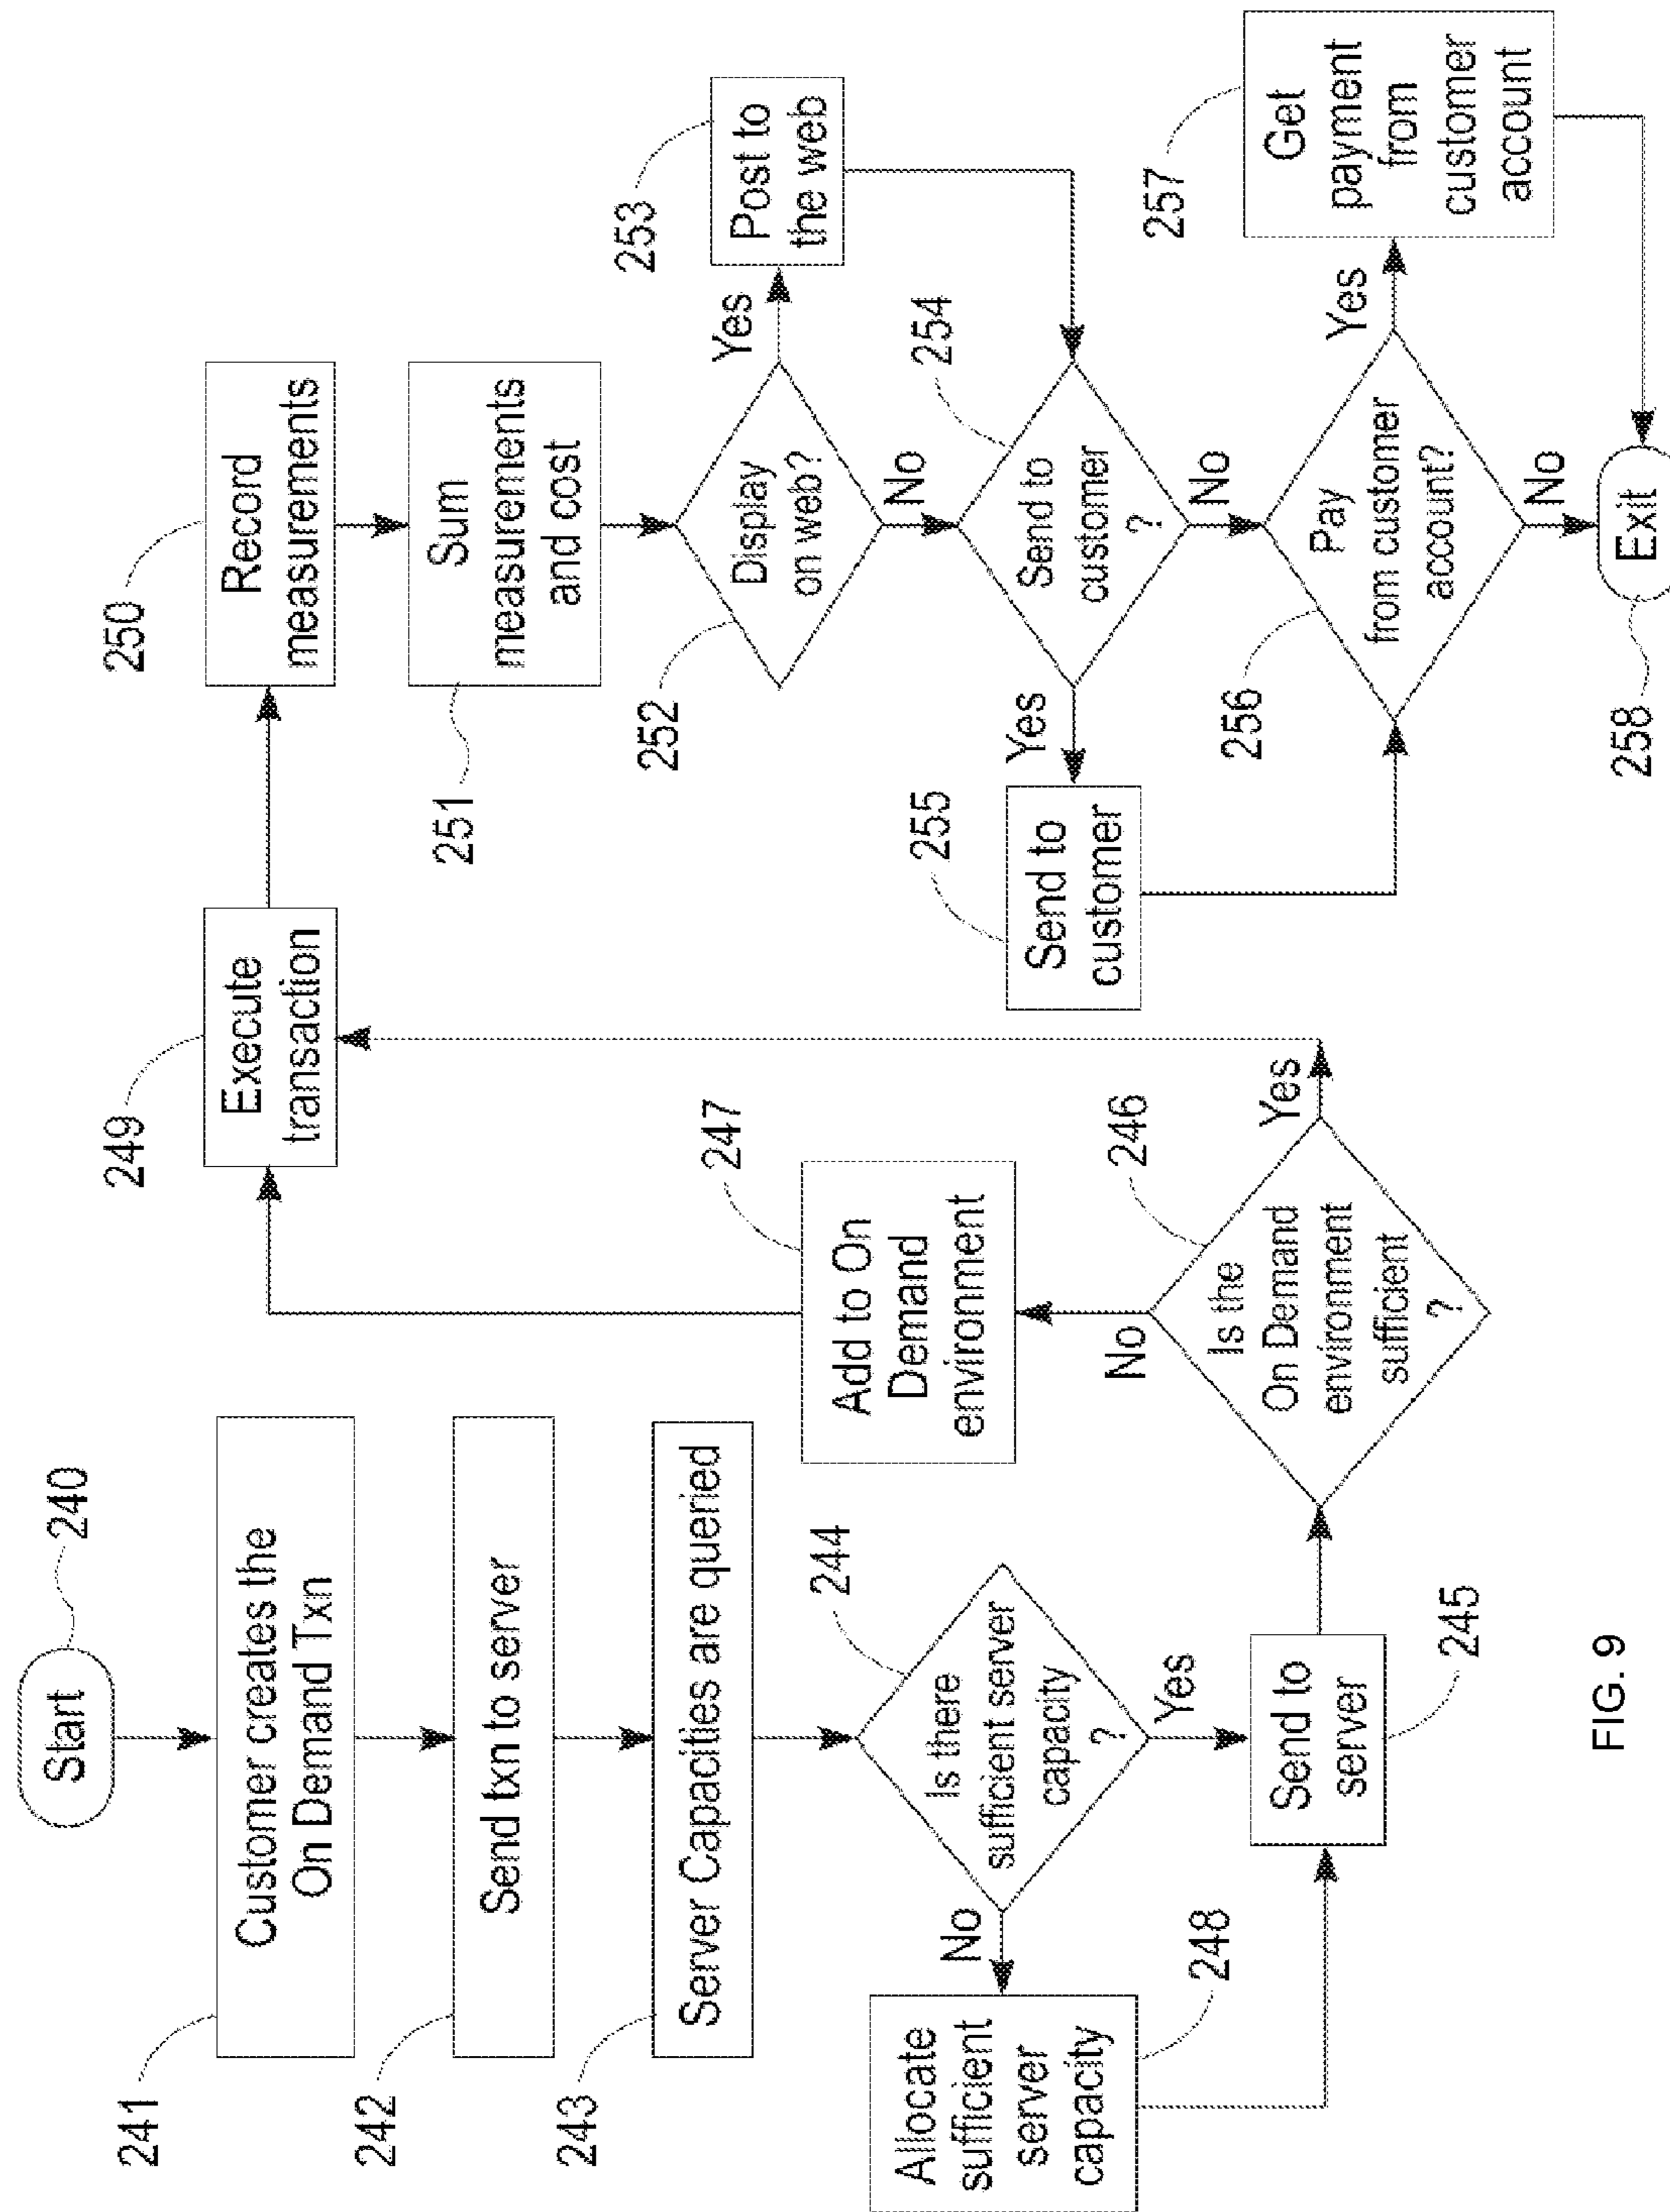 240
Start
241
Customer creates the
On Demand Txn
242
Send txn to server
243
Server Capacities are queried
244
Is there
sufficient server
capacity
?
No
Yes
Allocate
sufficient
server
capacity
248
Send to
server
245
Is the
On Demand
environment
sufficient
?
246
No
Yes
Add to On
Demand
environment
247
249
Execute
transaction
250
Record
measurements
251
Sum
measurements
and cost
252
Display
on web?
Yes
No
253
Post to
the web
254
Send to
customer
?
Yes
No
255
Send to
customer
256
Pay
from customer
account?
Yes
No
257
Get
payment
from
customer
account
258
Exit
FIG. 9